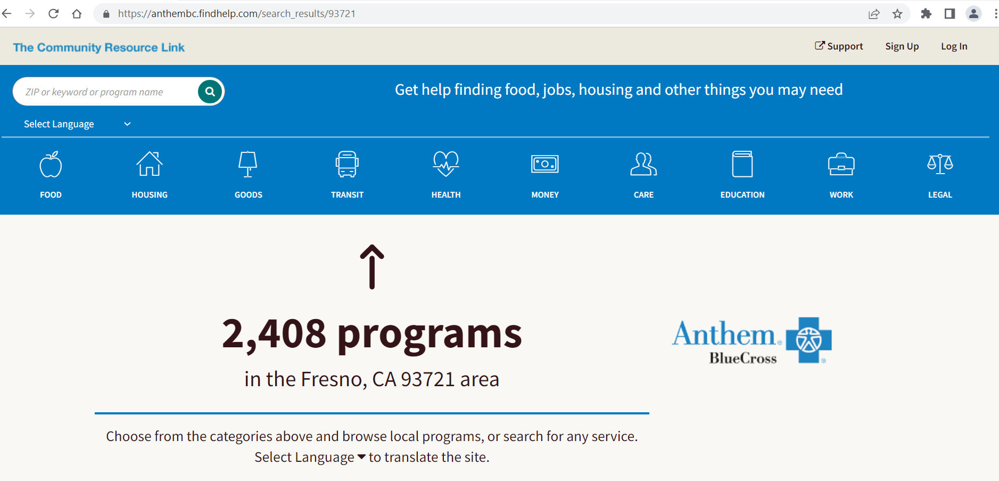 https://anthembc.findhelp.com/search_results/93721
The Community Resource Link
Support Sign Up Log In
ZIP or keyword or program name
Get help finding food, jobs, housing and other things you may need
Select Language
FOOD HOUSING GOODS TRANSIT HEALTH MONEY CARE EDUCATION WORK LEGAL
2,408 programs
in the Fresno, CA 93721 area
Anthem®
BlueCross ®
Choose from the categories above and browse local programs, or search for any service.
Select Language to translate the site.